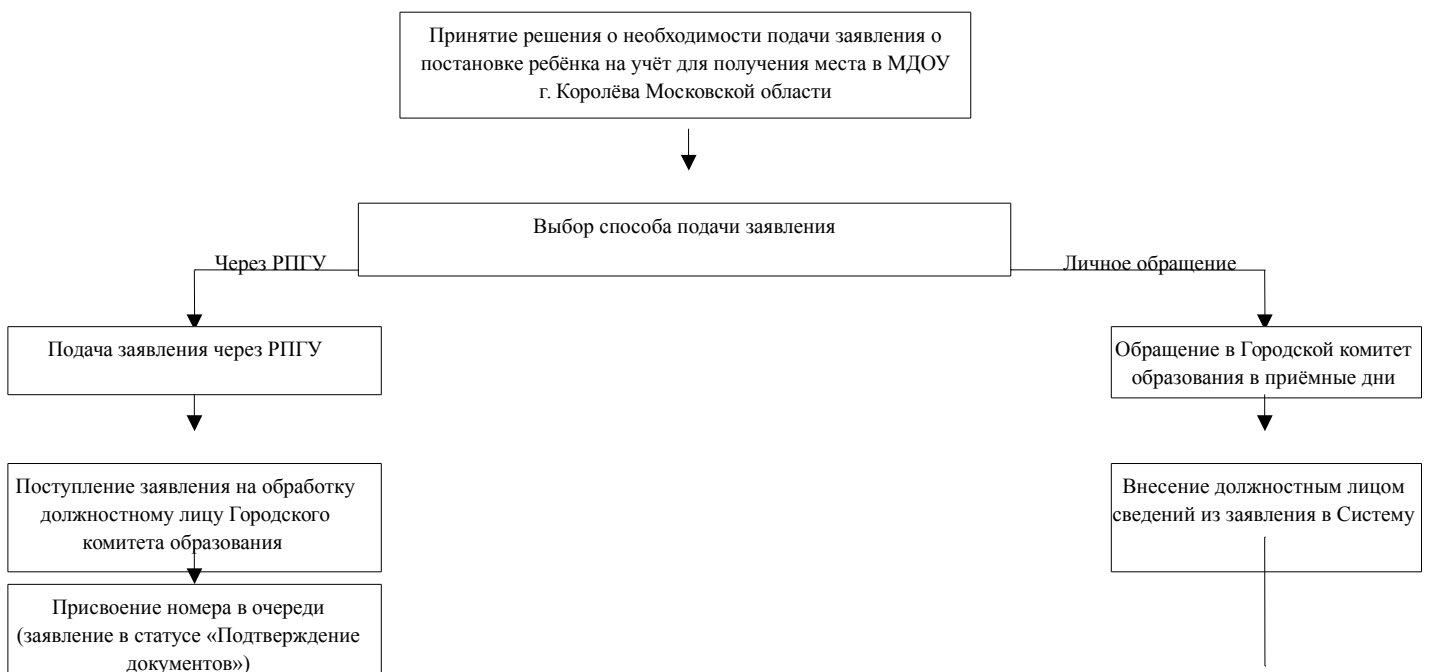 Принятие решения о необходимости подачи заявления о
постановке ребёнка на учёт для получения места в МДОУ
г. Королёва Московской области
Выбор способа подачи заявления
Через РПГУ
Личное обращение
Подача заявления через РПГУ
Обращение в Городской комитет
образования в приёмные дни
Поступление заявления на обработку
должностному лицу Городского
комитета образования
Внесение должностным лицом
сведений из заявления в Систему
Присвоение номера в очереди
(заявление в статусе «Подтверждение
документов»)